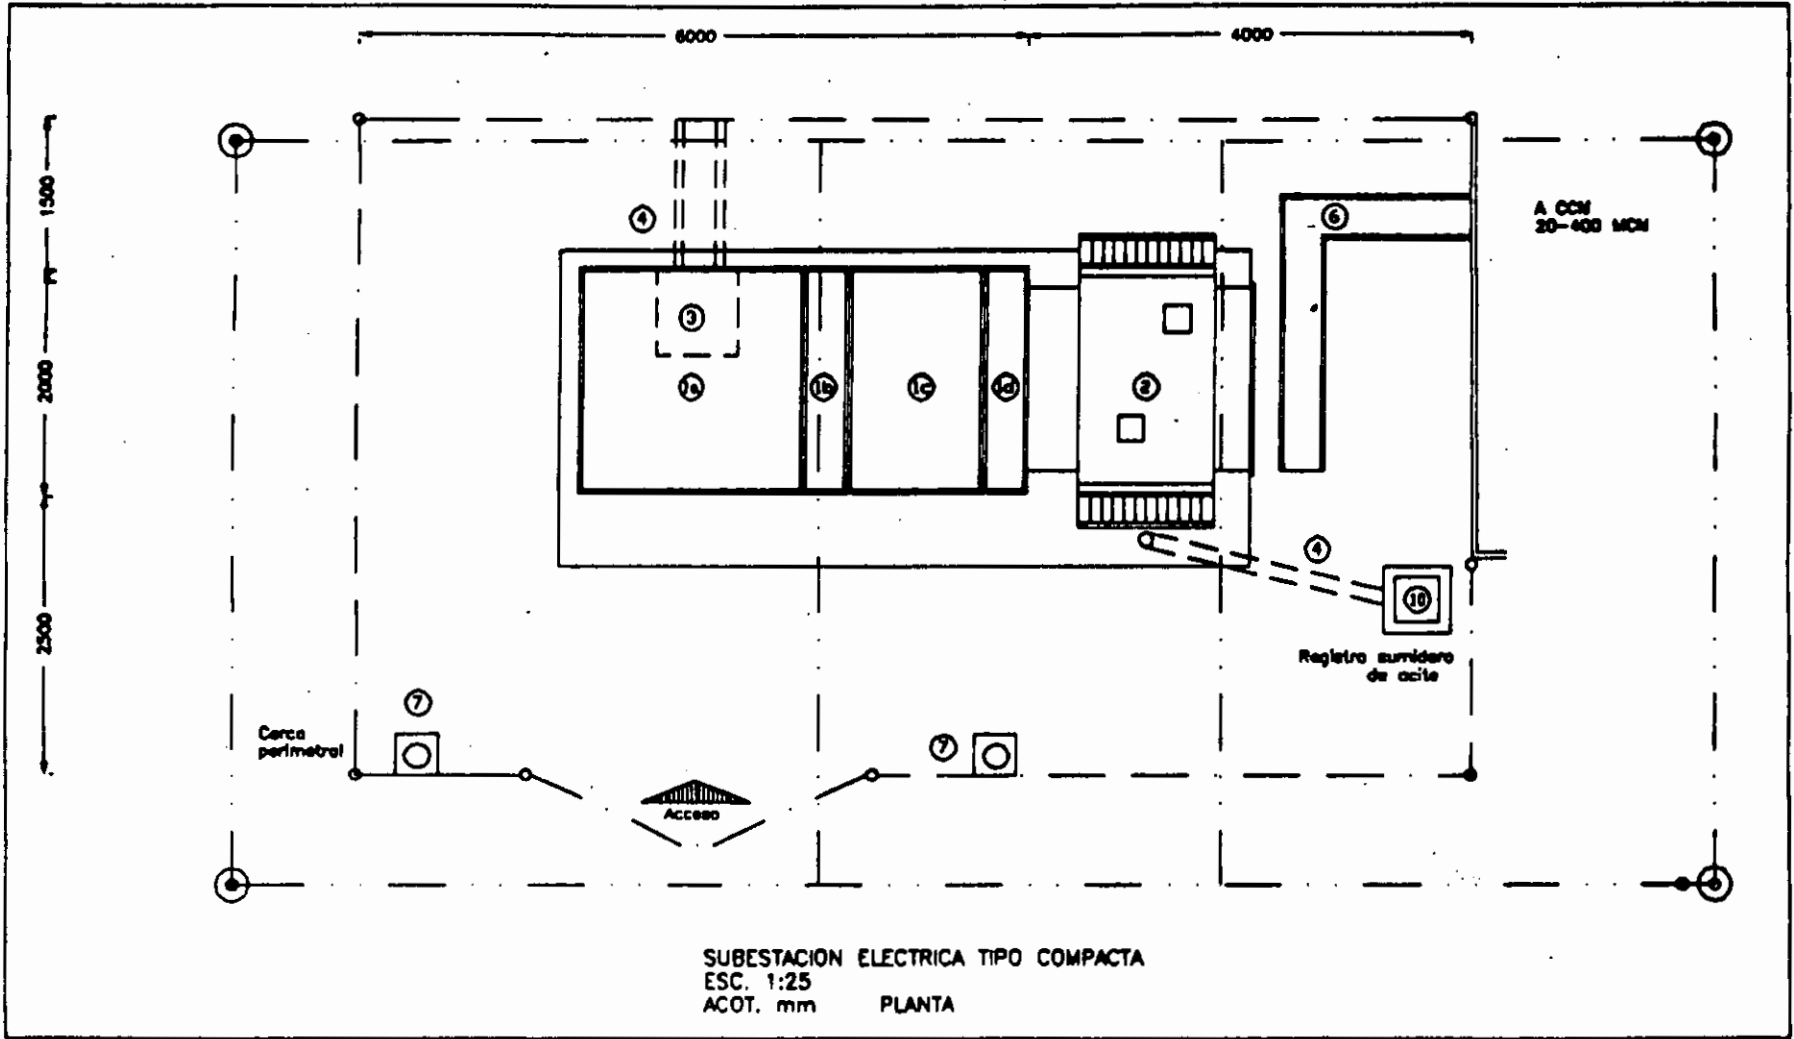 6000
4000
1500
4
6
A CCM
20-400 MCM
3
2000
1a
1b
1c
1d
2
4
10
2500
Registro sumidero
de acite
7
7
Cerca
perimetral
Acceso
SUBESTACION ELECTRICA TIPO COMPACTA
ESC. 1:25
ACOT. mm PLANTA